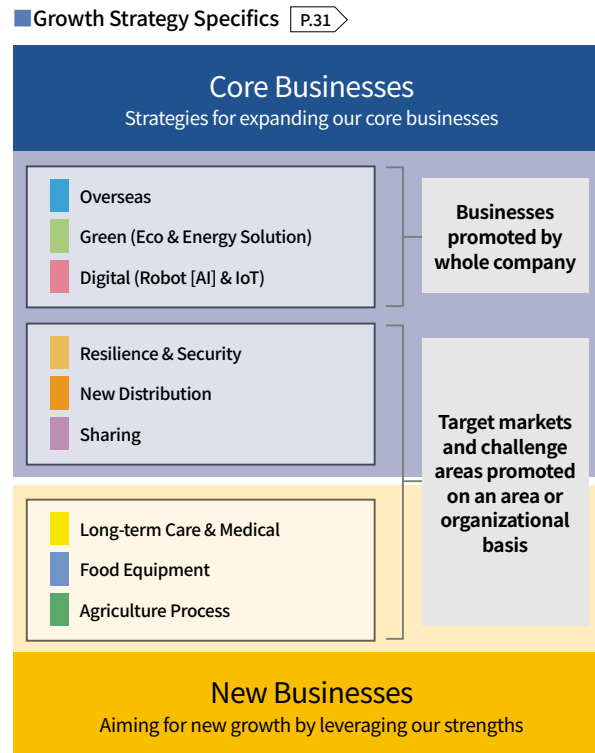 Growth Strategy Specifics P.31
Core Businesses
Strategies for expanding our core businesses
Overseas
Green (Eco & Energy Solution)
Digital (Robot [AI] & IoT)
Businesses
promoted by
whole company
Resilience & Security
New Distribution
Sharing
Target markets
and challenge
areas promoted
on an area or
organizational
basis
Long-term Care & Medical
Food Equipment
Agriculture Process
New Businesses
Aiming for new growth by leveraging our strengths